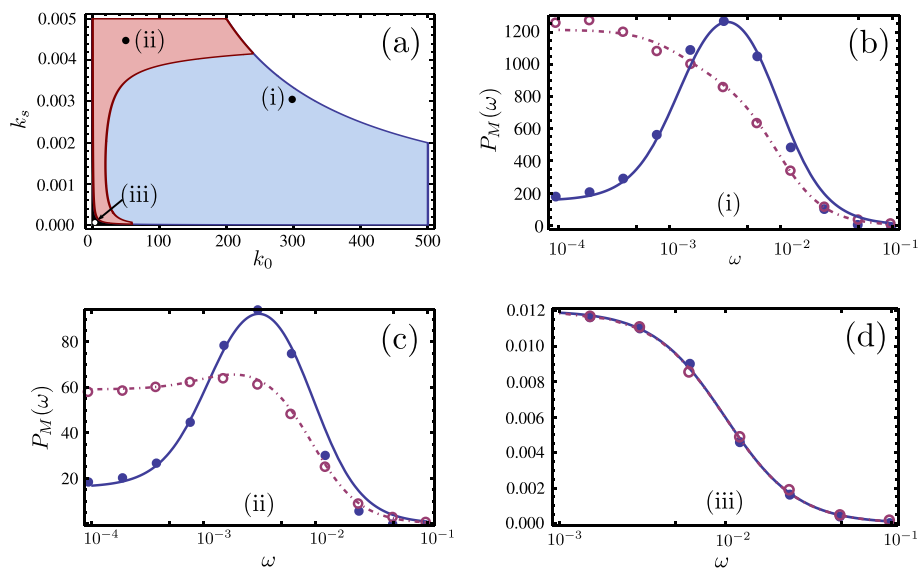 (a)
0.005
0.004
0.003
0.002
0.001
0.000
k_s
(ii)
(i)
(iii)
0 100 200 300 400 500
k_0
(b)
1200
1000
800
600
400
200
0
P_M(ω)
(i)
10^{-4} 10^{-3} 10^{-2} 10^{-1}
ω
(c)
80
60
40
20
P_M(ω)
(ii)
10^{-4} 10^{-3} 10^{-2} 10^{-1}
ω
(d)
0.012
0.010
0.008
0.006
0.004
0.002
0.000
(iii)
10^{-3} 10^{-2} 10^{-1}
ω